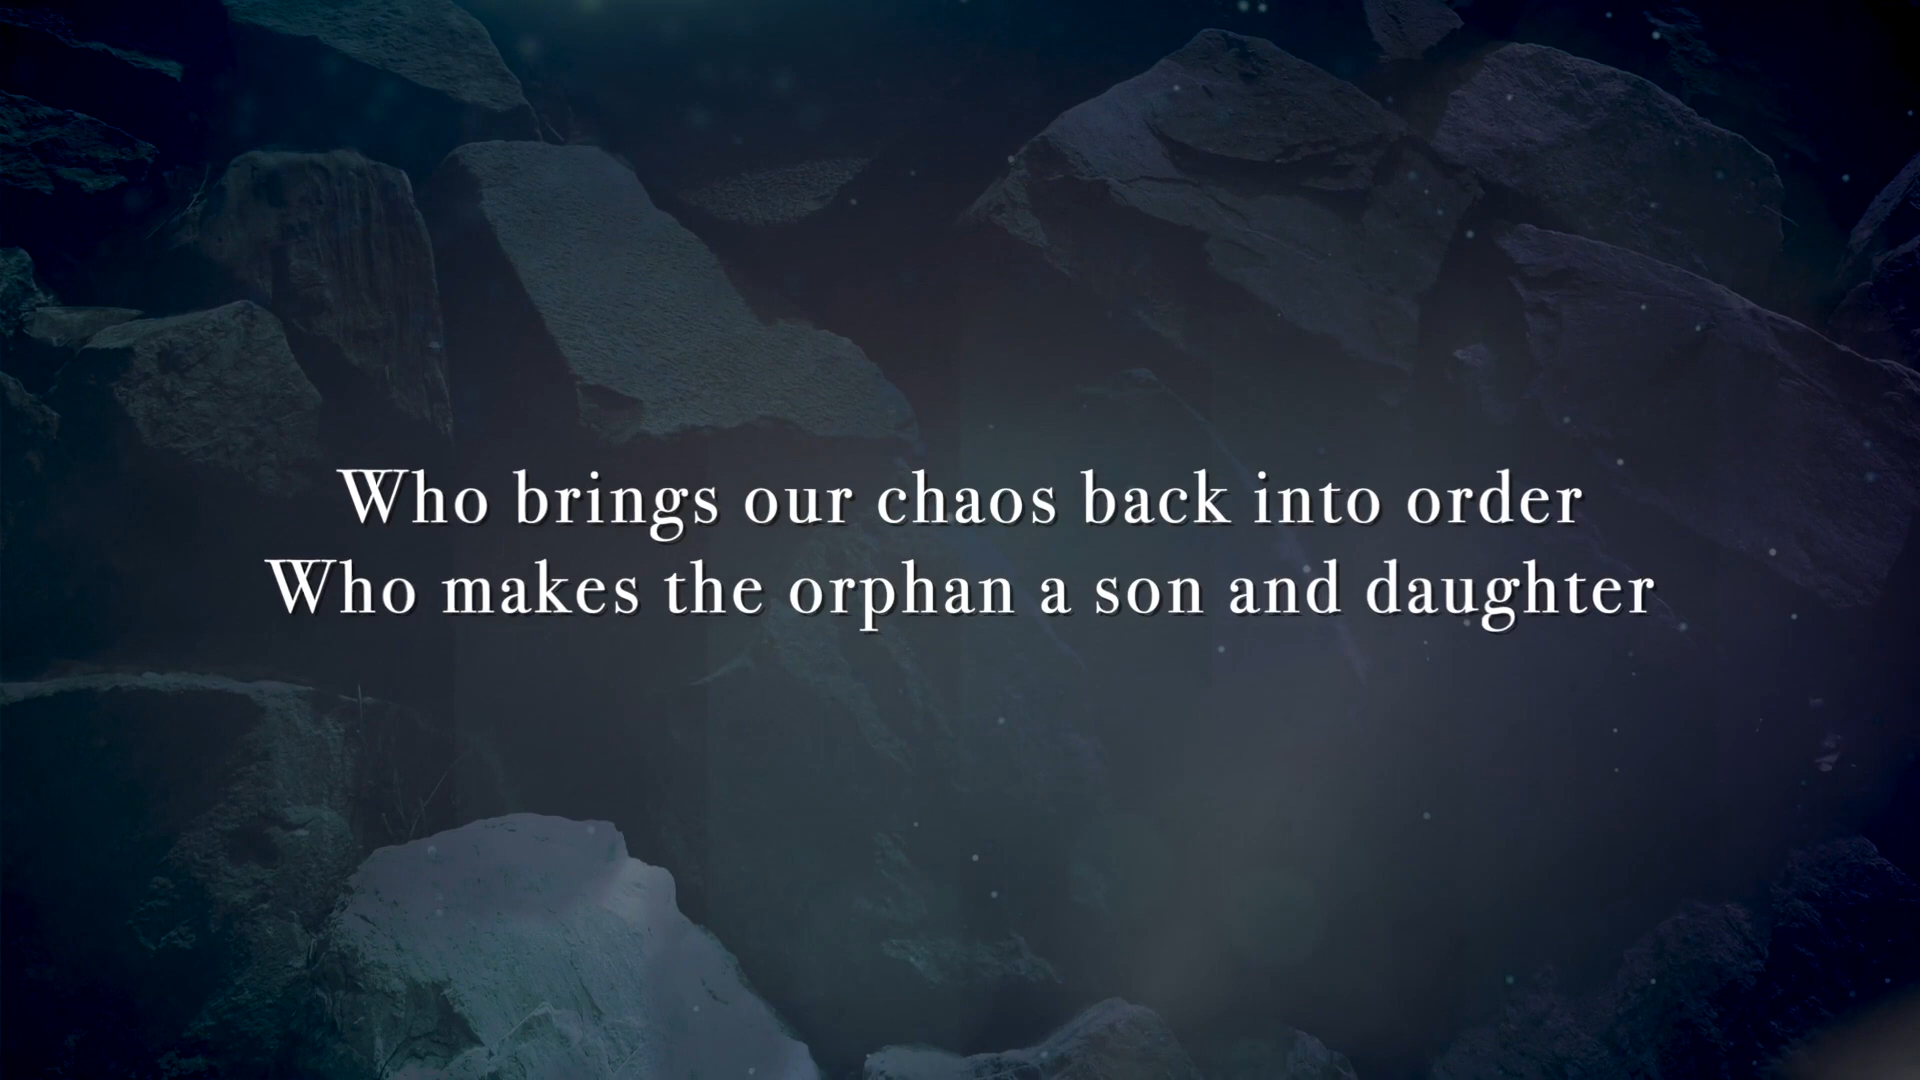 Who brings our chaos back into order
Who makes the orphan a son and daughter